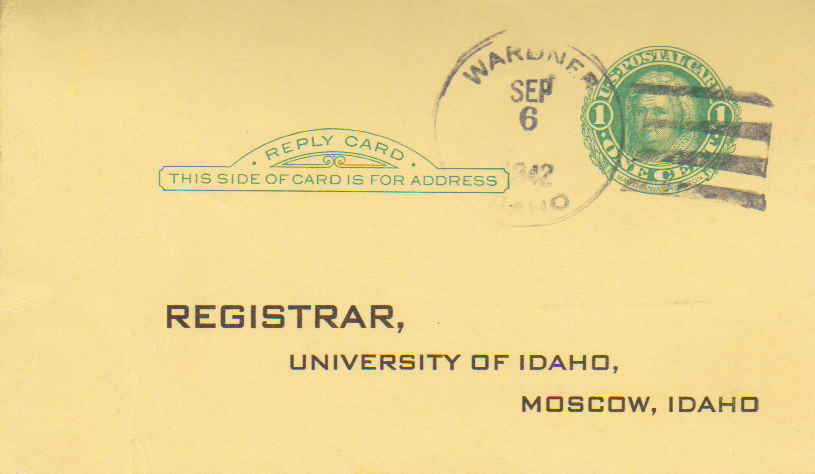 WARDNER
SEP
6
1942
IDAHO
U.S. POSTAL CARD
1 1
· ONE CENT ·
· REPLY CARD ·
THIS SIDE OF CARD IS FOR ADDRESS
REGISTRAR,
UNIVERSITY OF IDAHO,
MOSCOW, IDAHO